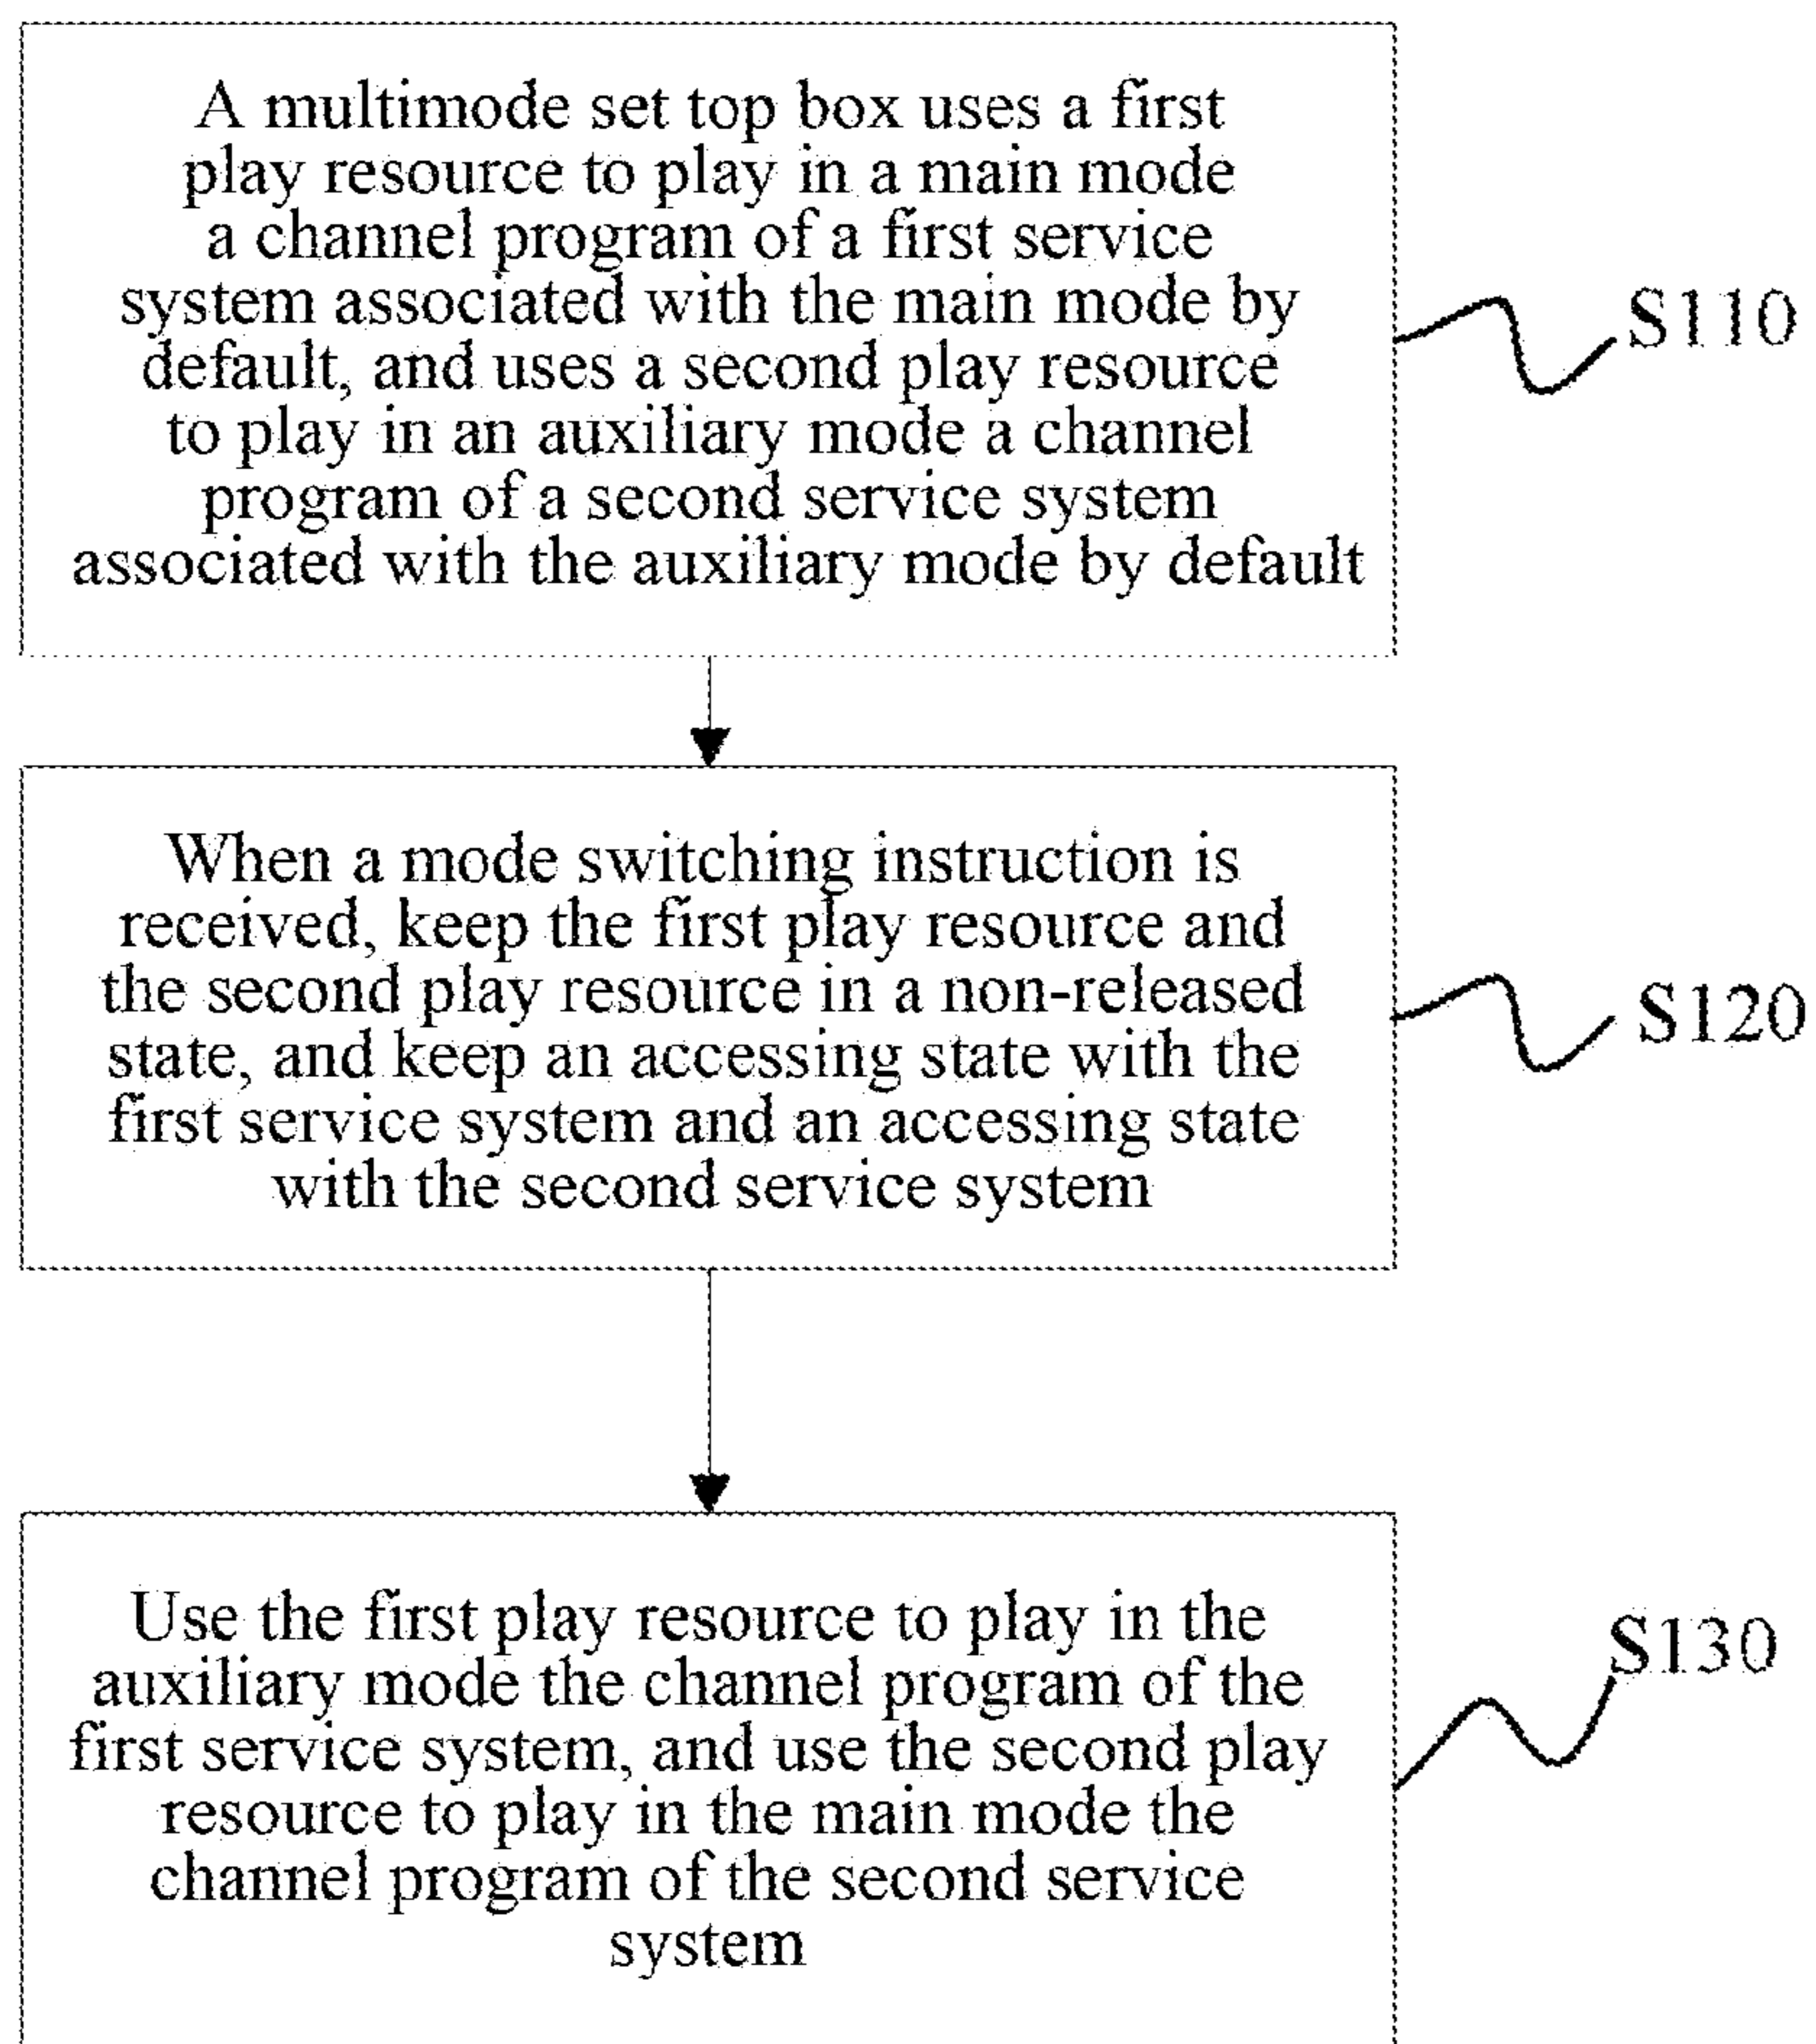 A multimode set top box uses a first
play resource to play in a main mode
a channel program of a first service
system associated with the main mode by
default, and uses a second play resource
to play in an auxiliary mode a channel
program of a second service system
associated with the auxiliary mode by default
S110
When a mode switching instruction is
received, keep the first play resource and
the second play resource in a non-released
state, and keep an accessing state with the
first service system and an accessing state
with the second service system
S120
Use the first play resource to play in the
auxiliary mode the channel program of the
first service system, and use the second play
resource to play in the main mode the
channel program of the second service
system
S130